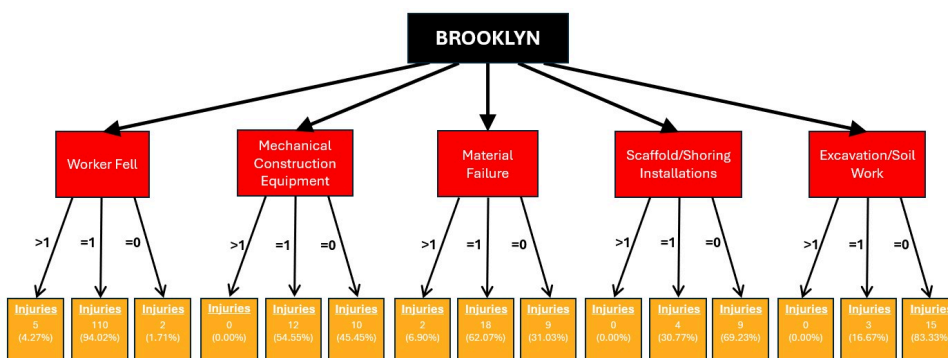 BROOKLYN
Worker Fell
Mechanical
Construction
Equipment
Material
Failure
Scaffold/Shoring
Installations
Excavation/Soil
Work
>1
=1
=0
>1
=1
=0
>1
=1
=0
>1
=1
=0
>1
=1
=0
Injuries
5
(4.27%)
Injuries
110
(94.02%)
Injuries
2
(1.71%)
Injuries
0
(0.00%)
Injuries
12
(54.55%)
Injuries
10
(45.45%)
Injuries
2
(6.90%)
Injuries
18
(62.07%)
Injuries
9
(31.03%)
Injuries
0
(0.00%)
Injuries
4
(30.77%)
Injuries
9
(69.23%)
Injuries
0
(0.00%)
Injuries
3
(16.67%)
Injuries
15
(83.33%)